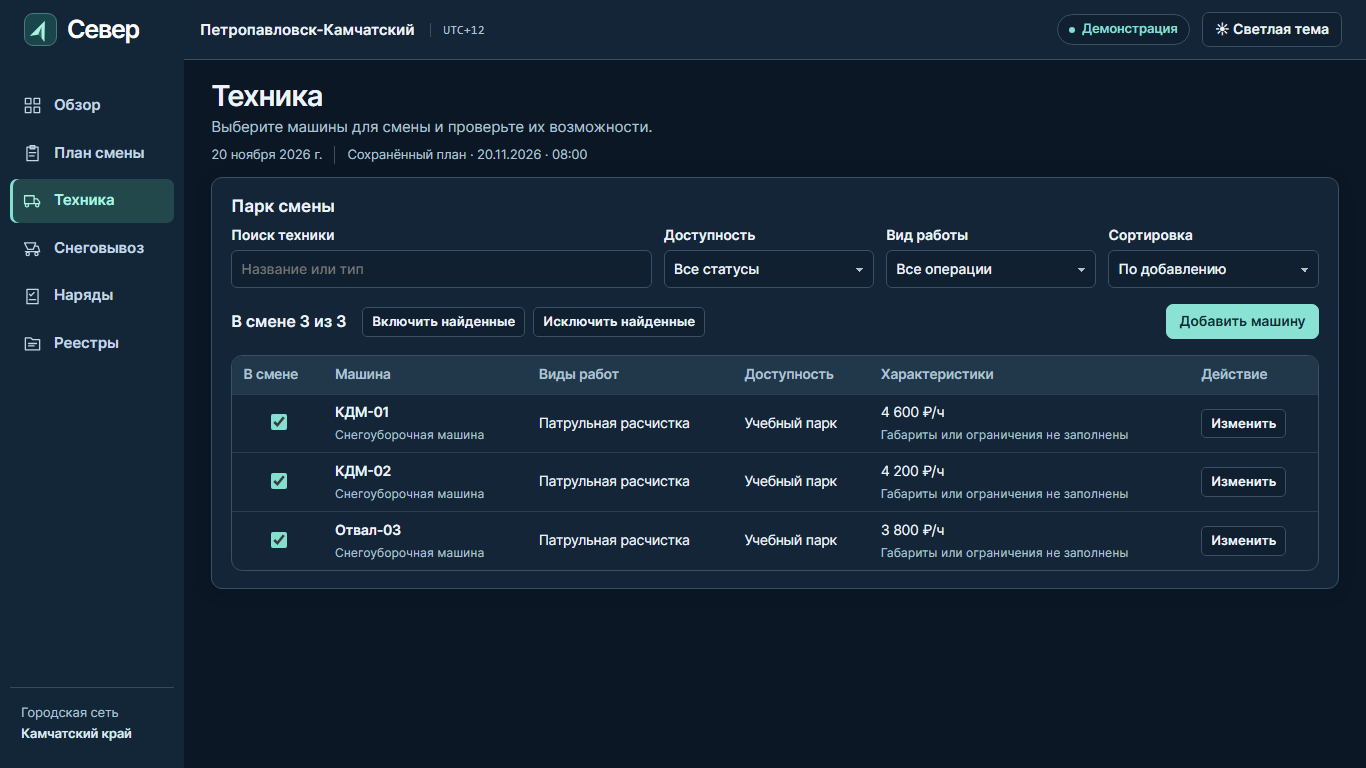 Север
Петропавловск-Камчатский
UTC+12
Демонстрация
Светлая тема
Обзор
План смены
Техника
Снеговывоз
Наряды
Реестры
Городская сеть
Камчатский край
Техника
Выберите машины для смены и проверьте их возможности.
20 ноября 2026 г.
Сохранённый план · 20.11.2026 · 08:00
Парк смены
Поиск техники
Доступность
Вид работы
Сортировка
Название или тип
Все статусы
Все операции
По добавлению
В смене 3 из 3
Включить найденные
Исключить найденные
Добавить машину
В смене
Машина
Виды работ
Доступность
Характеристики
Действие
КДМ-01
Снегоуборочная машина
Патрульная расчистка
Учебный парк
4 600 ₽/ч
Габариты или ограничения не заполнены
Изменить
КДМ-02
Снегоуборочная машина
Патрульная расчистка
Учебный парк
4 200 ₽/ч
Габариты или ограничения не заполнены
Изменить
Отвал-03
Снегоуборочная машина
Патрульная расчистка
Учебный парк
3 800 ₽/ч
Габариты или ограничения не заполнены
Изменить